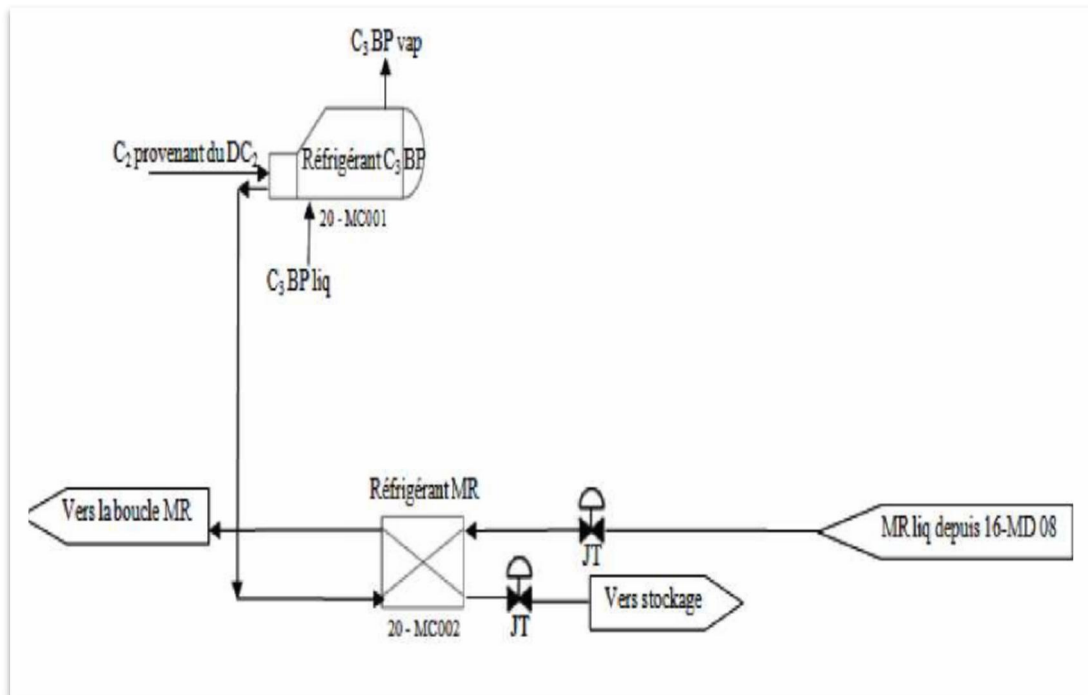 C3 BP vap
C2 provenant du DC2
Réfrigérant C3 BP
20 - MC001
C3 BP liq
Réfrigérant MR
Vers la boucle MR
MR liq depuis 16-MD 08
JT
Vers stockage
JT
20 - MC002